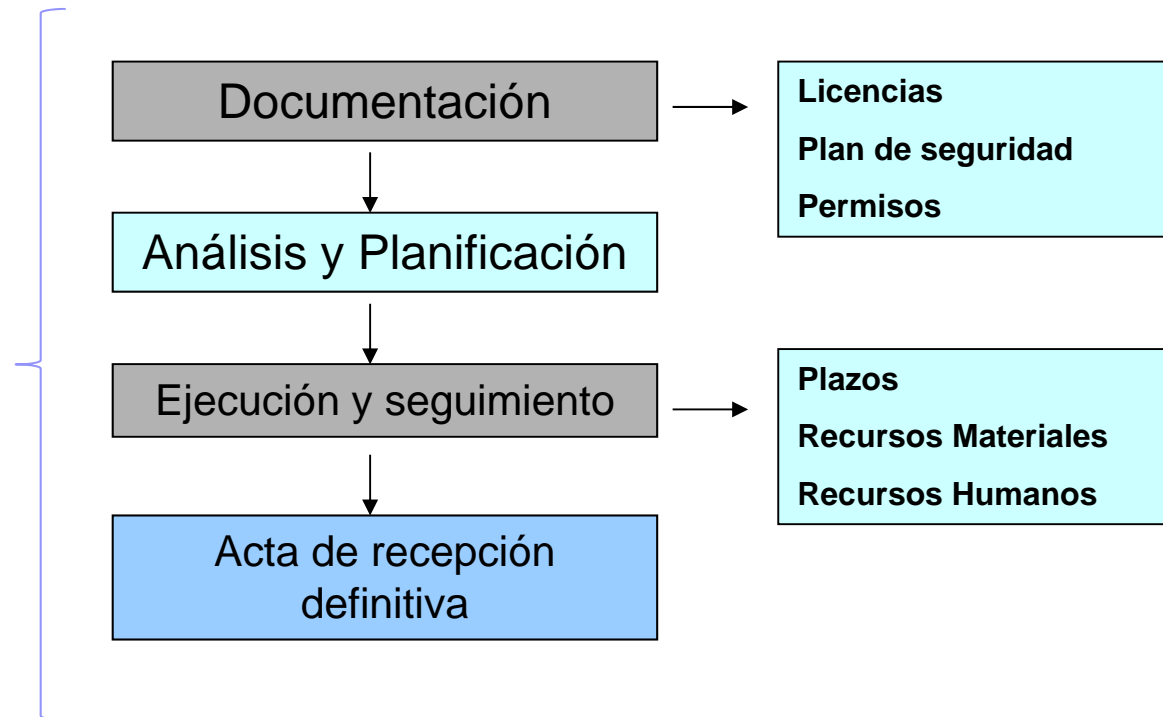 Documentación
Licencias
Plan de seguridad
Permisos
Análisis y Planificación
Ejecución y seguimiento
Plazos
Recursos Materiales
Recursos Humanos
Acta de recepción
definitiva